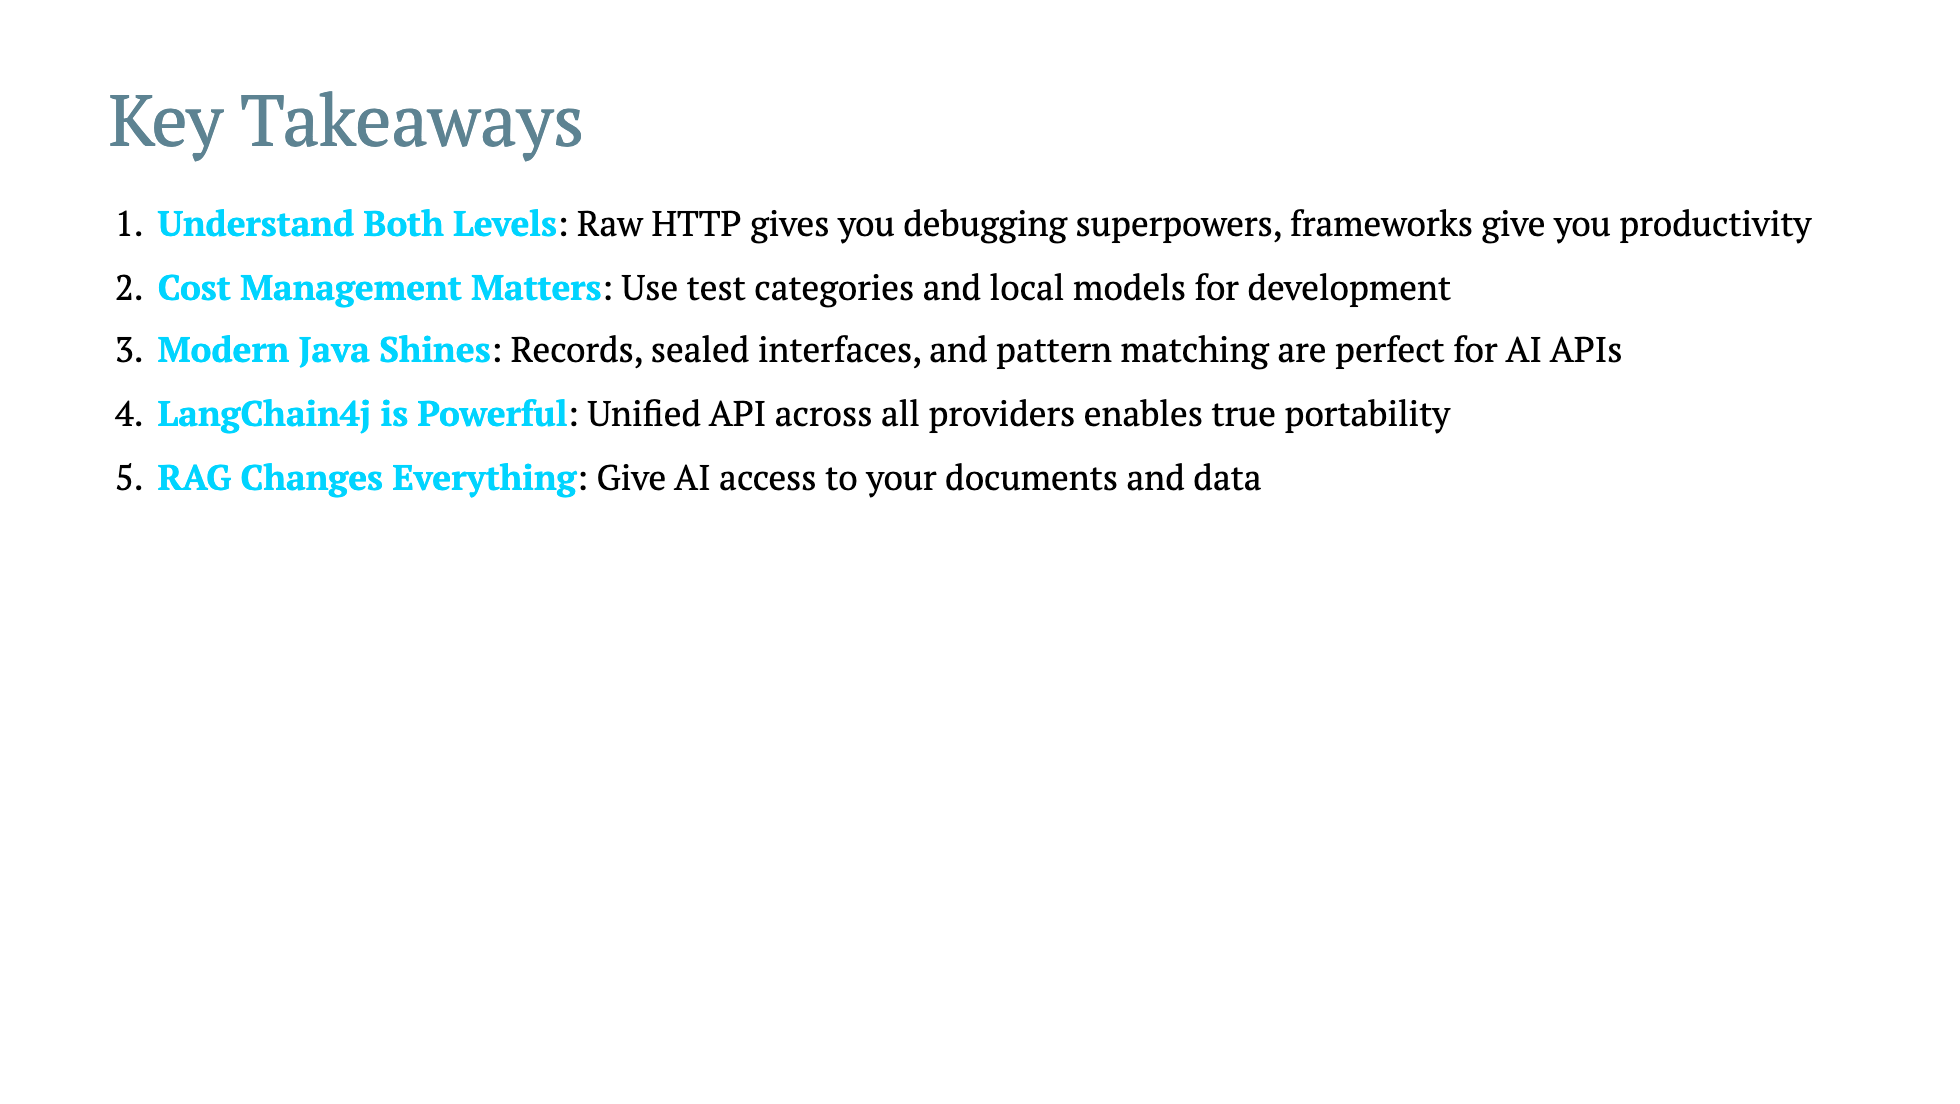 Key Takeaways
1. Understand Both Levels: Raw HTTP gives you debugging superpowers, frameworks give you productivity
2. Cost Management Matters: Use test categories and local models for development
3. Modern Java Shines: Records, sealed interfaces, and pattern matching are perfect for AI APIs
4. LangChain4j is Powerful: Unified API across all providers enables true portability
5. RAG Changes Everything: Give AI access to your documents and data